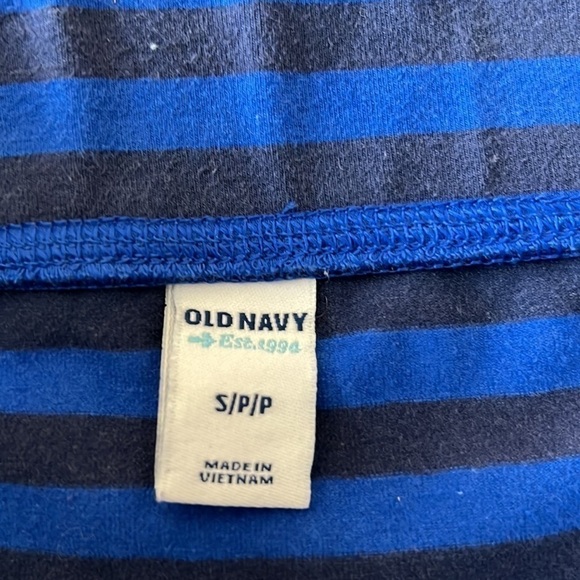 OLD NAVY
Est.1994
S/P/P
MADE IN
VIETNAM